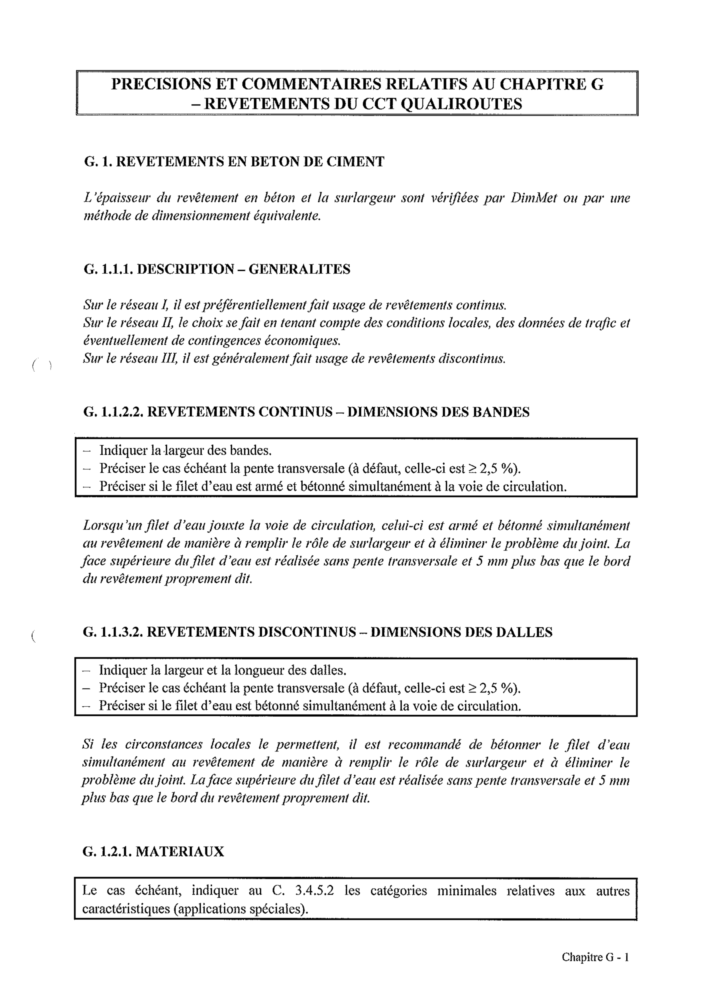 PRECISIONS ET COMMENTAIRES RELATIFS AU CHAPITRE G
– REVETEMENTS DU CCT QUALIROUTES
G. 1. REVETEMENTS EN BETON DE CIMENT
L'épaisseur du revêtement en béton et la surlargeur sont vérifiées par DimMet ou par une
méthode de dimensionnement équivalente.
G. 1.1.1. DESCRIPTION – GENERALITES
Sur le réseau I, il est préférentiellement fait usage de revêtements continus.
Sur le réseau II, le choix se fait en tenant compte des conditions locales, des données de trafic et
éventuellement de contingences économiques.
Sur le réseau III, il est généralement fait usage de revêtements discontinus.
G. 1.1.2.2. REVETEMENTS CONTINUS – DIMENSIONS DES BANDES
– Indiquer la largeur des bandes.
– Préciser le cas échéant la pente transversale (à défaut, celle-ci est ≥ 2,5 %).
– Préciser si le filet d'eau est armé et bétonné simultanément à la voie de circulation.
Lorsqu'un filet d'eau jouxte la voie de circulation, celui-ci est armé et bétonné simultanément
au revêtement de manière à remplir le rôle de surlargeur et à éliminer le problème du joint. La
face supérieure du filet d'eau est réalisée sans pente transversale et 5 mm plus bas que le bord
du revêtement proprement dit.
G. 1.1.3.2. REVETEMENTS DISCONTINUS – DIMENSIONS DES DALLES
– Indiquer la largeur et la longueur des dalles.
– Préciser le cas échéant la pente transversale (à défaut, celle-ci est ≥ 2,5 %).
– Préciser si le filet d'eau est bétonné simultanément à la voie de circulation.
Si les circonstances locales le permettent, il est recommandé de bétonner le filet d'eau
simultanément au revêtement de manière à remplir le rôle de surlargeur et à éliminer le
problème du joint. La face supérieure du filet d'eau est réalisée sans pente transversale et 5 mm
plus bas que le bord du revêtement proprement dit.
G. 1.2.1. MATERIAUX
Le cas échéant, indiquer au C. 3.4.5.2 les catégories minimales relatives aux autres
caractéristiques (applications spéciales).
Chapitre G - 1